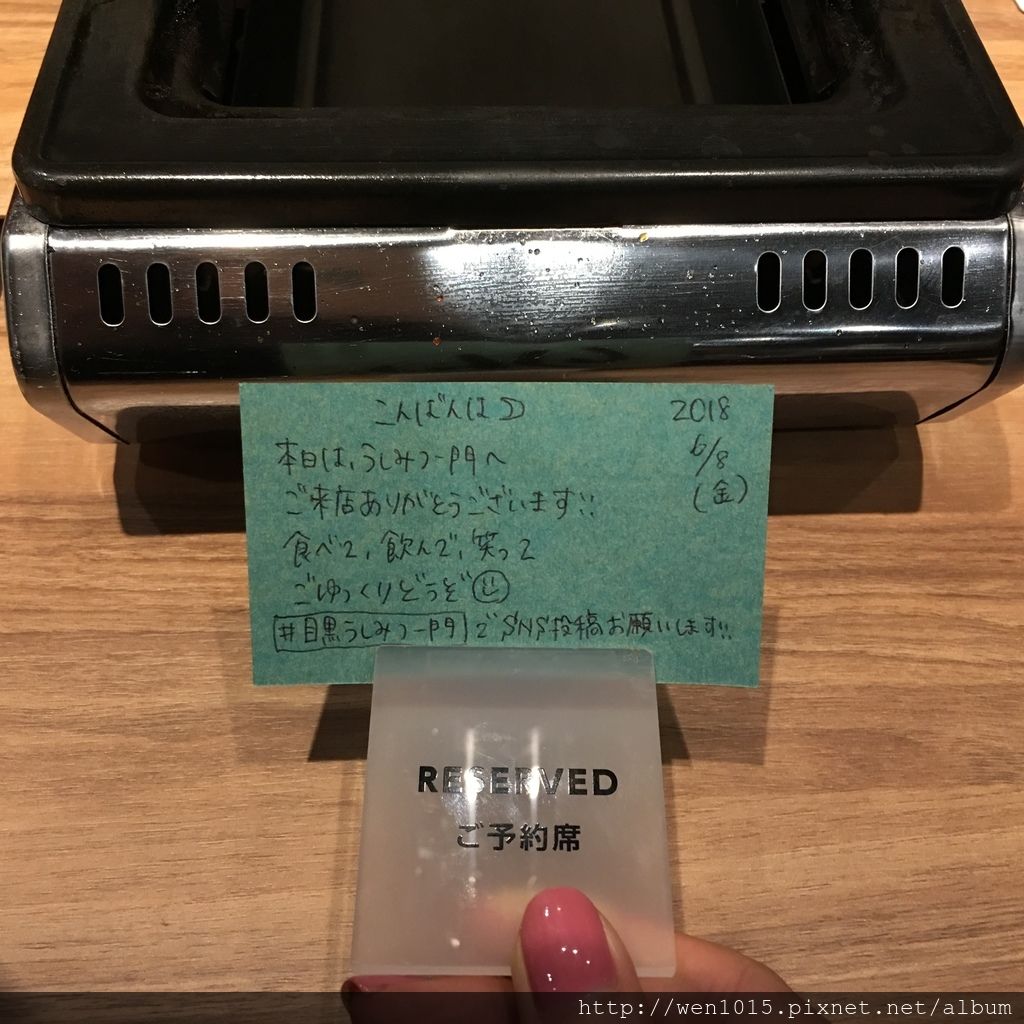 こんばんは
2018
6/8
(金)
本日は、うしみつ一門へ
ご来店ありがとうございます!!
食べて、飲んで、笑って
ごゆっくりどうぞ
#目黒うしみつ一門でSNS投稿お願いします!!
RESERVED
ご予約席
http://wen1015.pixnet.net/album